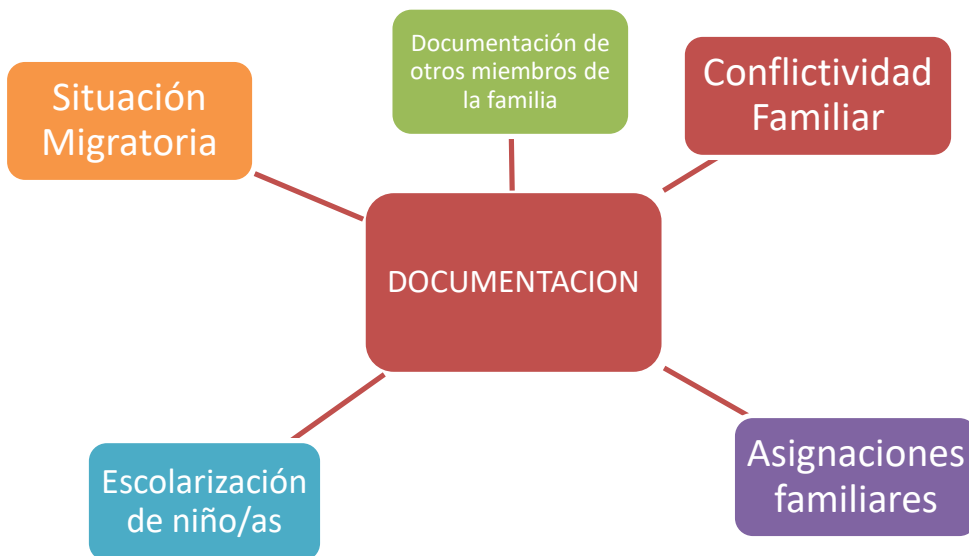 Documentación de
otros miembros de
la familia
Conflictividad
Familiar
Situación
Migratoria
DOCUMENTACION
Escolarización
de niño/as
Asignaciones
familiares